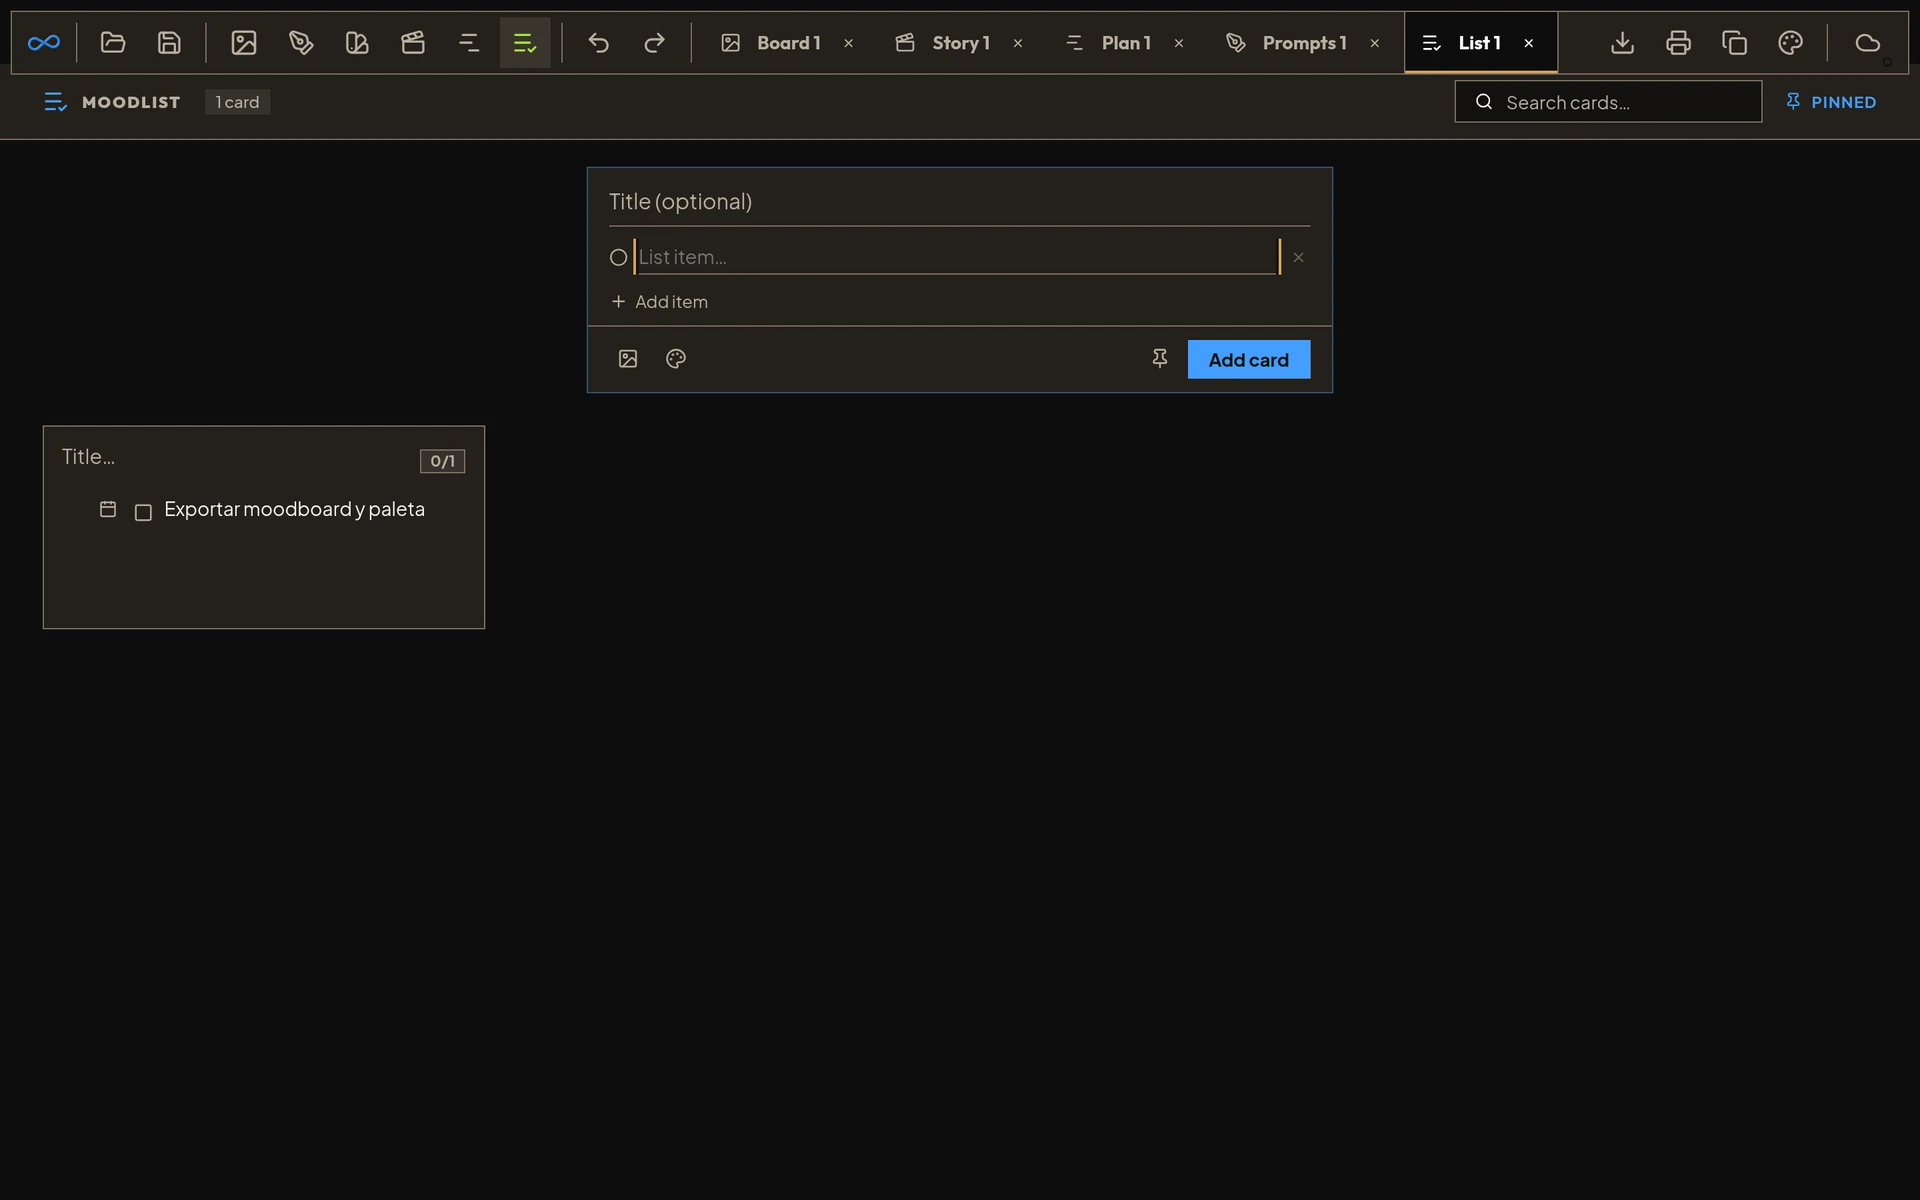 Board 1
Story 1
Plan 1
Prompts 1
List 1
MOODLIST
1 card
Search cards...
PINNED
Title (optional)
List item...
Add item
Add card
Title...
0/1
Exportar moodboard y paleta